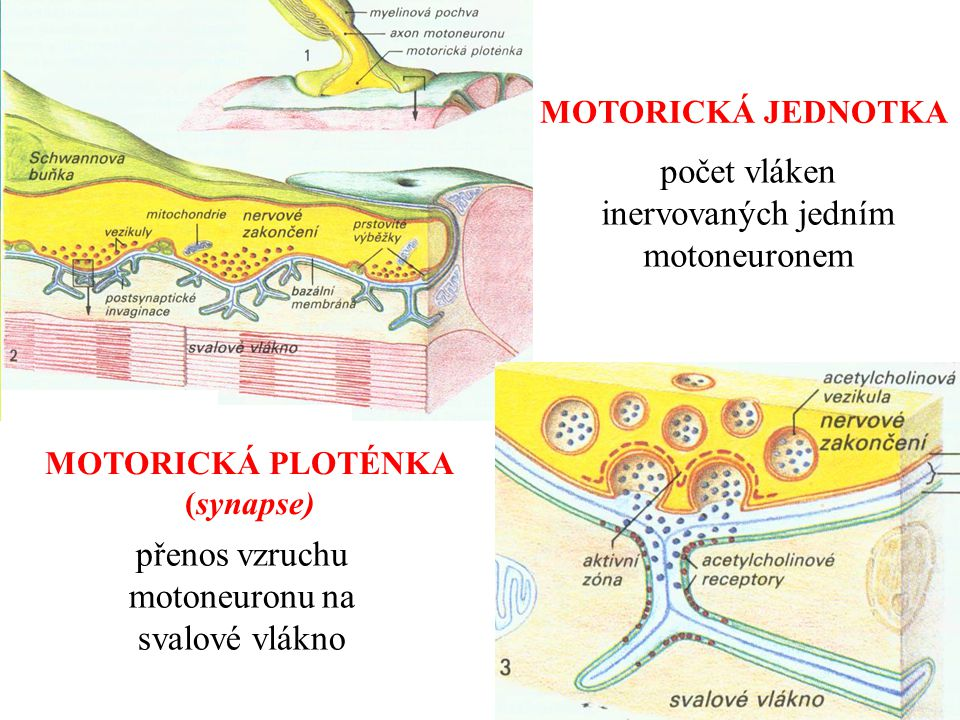 myelinová pochva
axon motoneuronu
motorická ploténka
1
Schwannova
buňka
mitochondrie
vezikuly
nervové
zakončení
prstovité
výběžky
postsynaptické
invaginace
bazální
membrána
svalové vlákno
2
MOTORICKÁ JEDNOTKA
počet vláken
inervovaných jedním
motoneuronem
MOTORICKÁ PLOTÉNKA
(synapse)
přenos vzruchu
motoneuronu na
svalové vlákno
acetylcholinová
vezikula
nervové
zakončení
aktivní
zóna
acetylcholinové
receptory
3
svalové vlákno